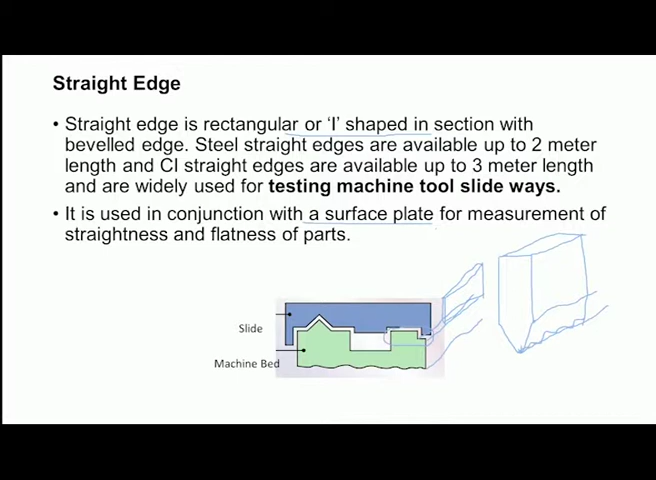 Straight Edge
• Straight edge is rectangular or ‘I’ shaped in section with
bevelled edge. Steel straight edges are available up to 2 meter
length and CI straight edges are available up to 3 meter length
and are widely used for testing machine tool slide ways.
• It is used in conjunction with a surface plate for measurement of
straightness and flatness of parts.
Slide
Machine Bed